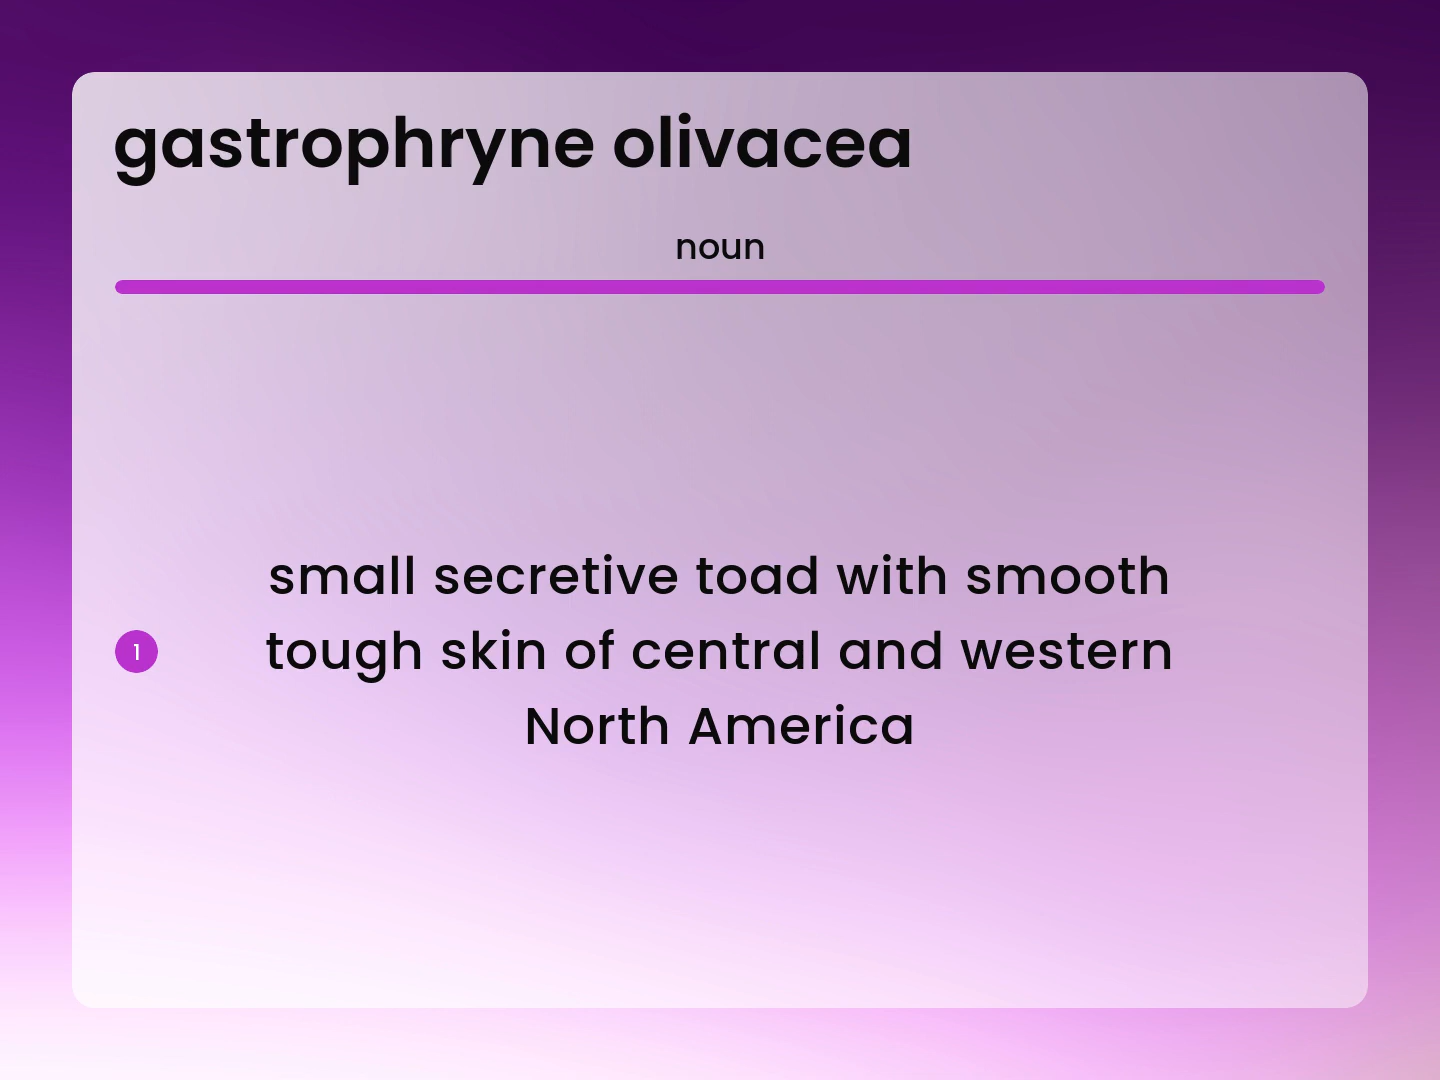 gastrophryne olivacea
noun
small secretive toad with smooth
1 tough skin of central and western
North America